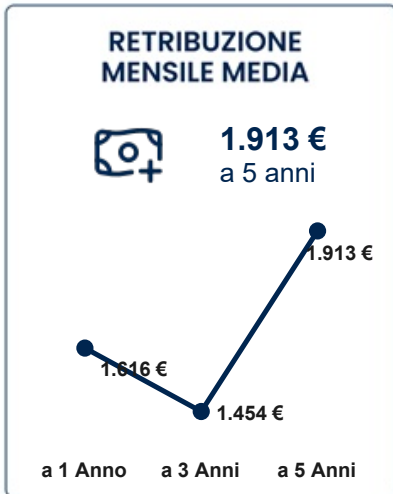 RETRIBUZIONE
MENSILE MEDIA
1.913 €
a 5 anni
1.913 €
1.616 €
1.454 €
a 1 Anno a 3 Anni a 5 Anni